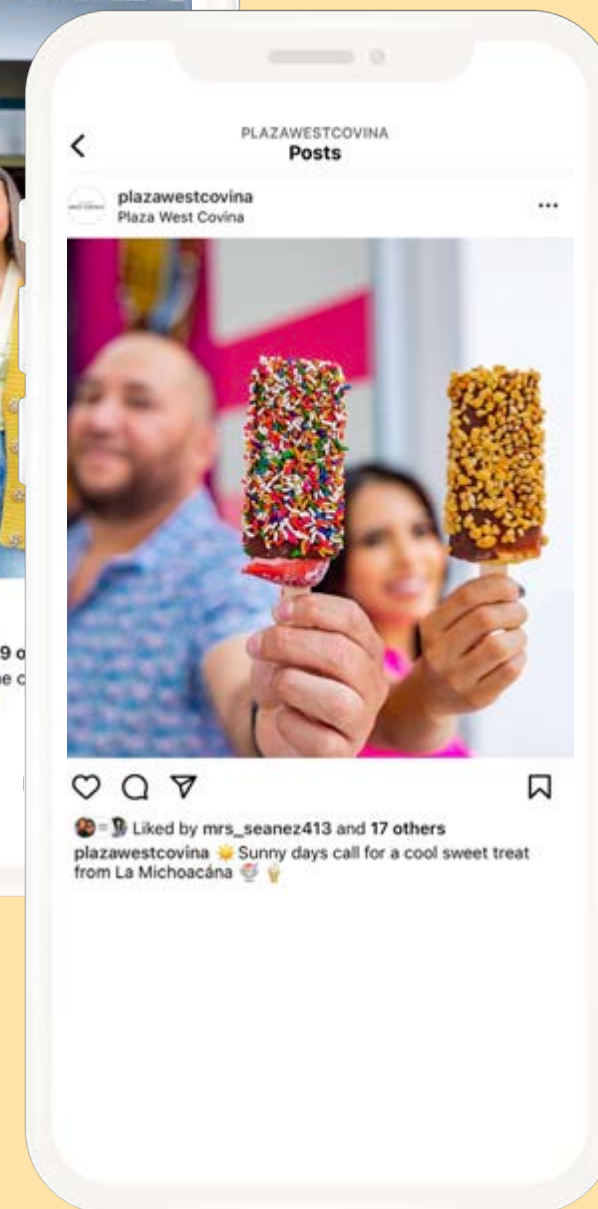 PLAZAWESTCOVINA
Posts
plazawestcovina
Plaza West Covina
9 o
e c
Liked by mrs_seanez413 and 17 others
plazawestcovina ☀️ Sunny days call for a cool sweet treat
from La Michoacána 🍨 🍦